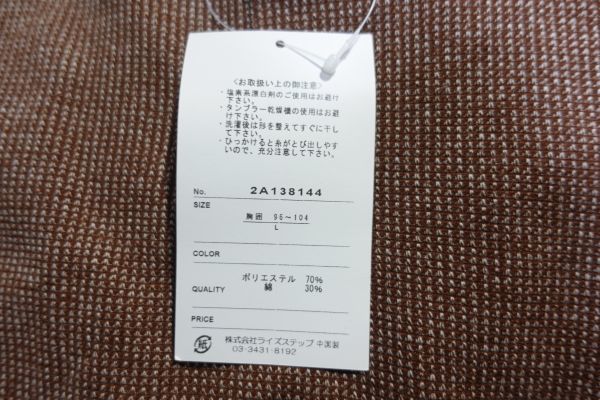 〈お取扱い上の御注意〉
・塩素系漂白剤のご使用はお避け
下さい。
・タンブラー乾燥機の使用はお避け
下さい。
・洗濯後は形を整えてすぐに干し
て下さい。
・ひっかけると糸がとび出しやす
いので、充分注意して下さい。
No. 2A138144
SIZE
胸囲 96～104
L
COLOR
ポリエステル 70%
QUALITY 綿 30%
PRICE
紙 株式会社ライズステップ 中国製
03-3431-8192